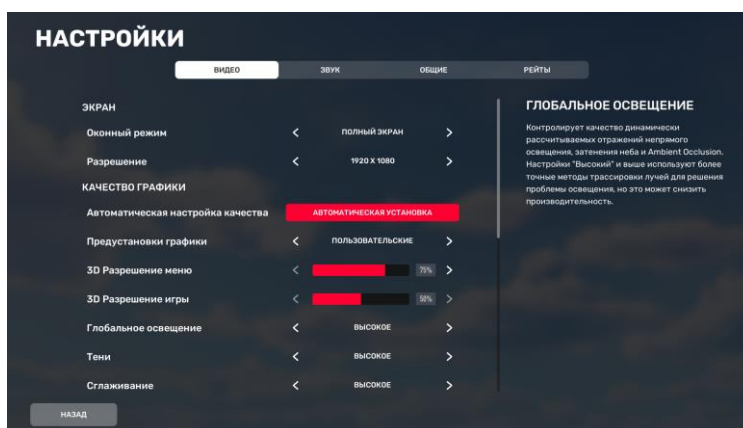 НАСТРОЙКИ
ВИДЕО ЗВУК ОБЩИЕ РЕЙТЫ
ЭКРАН
Оконный режим < ПОЛНЫЙ ЭКРАН >
Разрешение < 1920 X 1080 >
КАЧЕСТВО ГРАФИКИ
Автоматическая настройка качества АВТОМАТИЧЕСКАЯ УСТАНОВКА
Предустановки графики < ПОЛЬЗОВАТЕЛЬСКИЕ >
3D Разрешение меню < 75% >
3D Разрешение игры < 50% >
Глобальное освещение < ВЫСОКОЕ >
Тени < ВЫСОКОЕ >
Сглаживание < ВЫСОКОЕ >
ГЛОБАЛЬНОЕ ОСВЕЩЕНИЕ
Контролирует качество динамически
рассчитываемых отражений непрямого
освещения, затенения неба и Ambient Occlusion.
Настройки "Высокий" и выше используют более
точные методы трассировки лучей для решения
проблемы освещения, но это может снизить
производительность.
НАЗАД